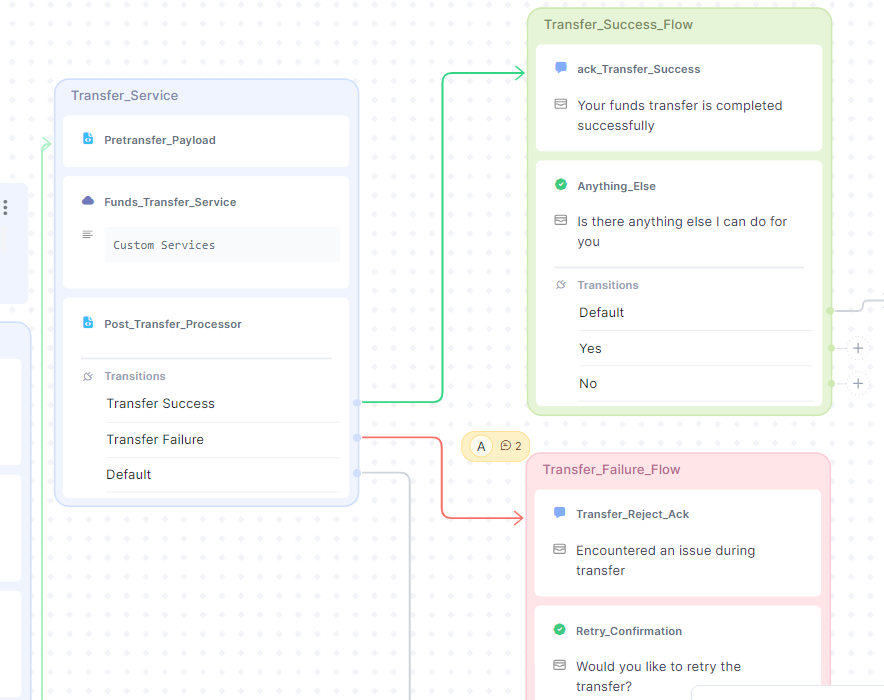 Transfer_Service
Pretransfer_Payload
Funds_Transfer_Service
Custom Services
Post_Transfer_Processor
Transitions
Transfer Success
Transfer Failure
Default
Transfer_Success_Flow
ack_Transfer_Success
Your funds transfer is completed
successfully
Anything_Else
Is there anything else I can do for
you
Transitions
Default
Yes
No
A 2
Transfer_Failure_Flow
Transfer_Reject_Ack
Encountered an issue during
transfer
Retry_Confirmation
Would you like to retry the
transfer?